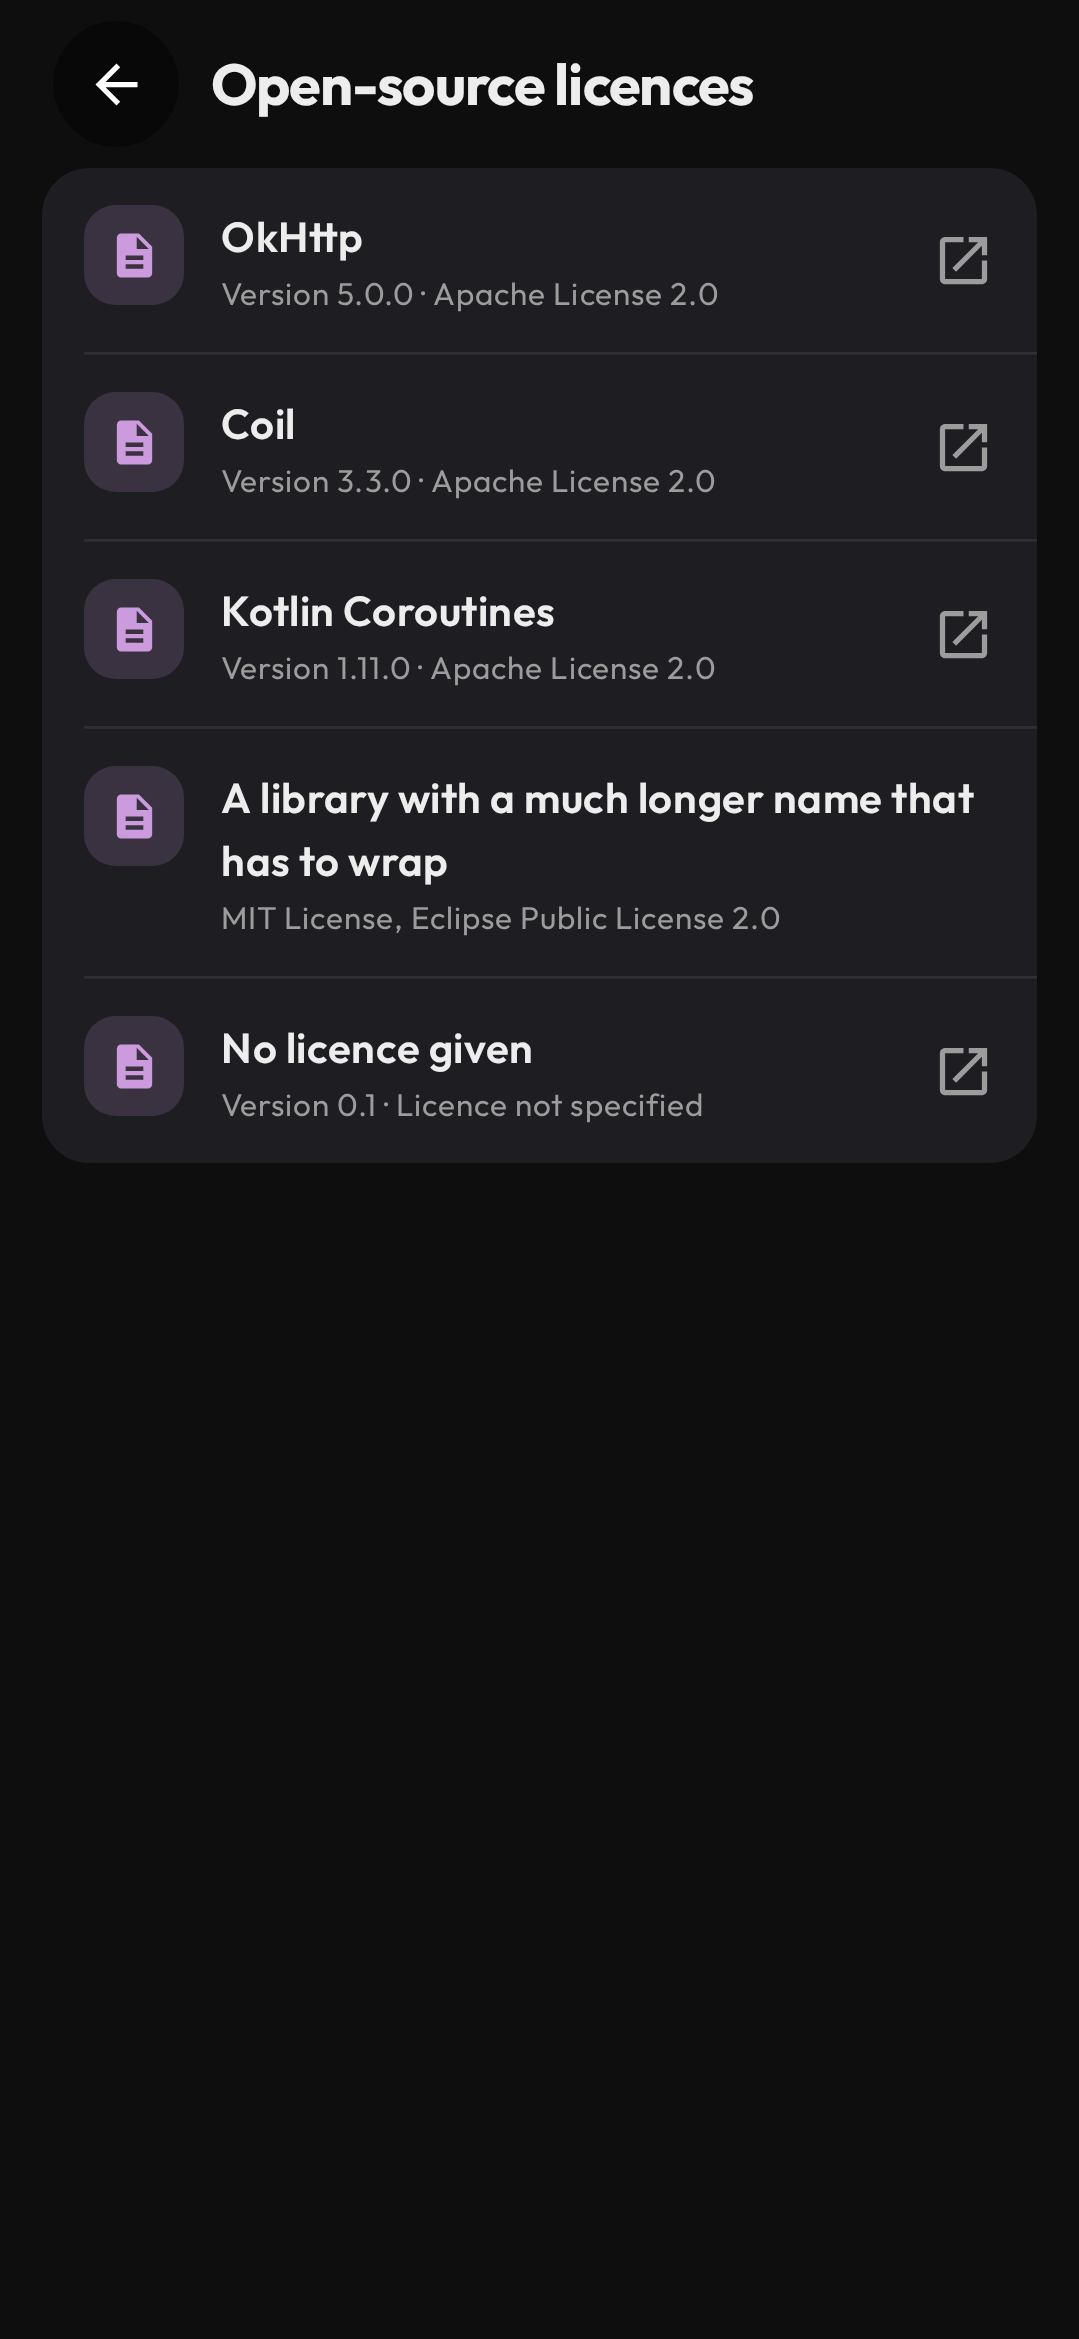 Open-source licences
OkHttp
Version 5.0.0 · Apache License 2.0
Coil
Version 3.3.0 · Apache License 2.0
Kotlin Coroutines
Version 1.11.0 · Apache License 2.0
A library with a much longer name that
has to wrap
MIT License, Eclipse Public License 2.0
No licence given
Version 0.1 · Licence not specified